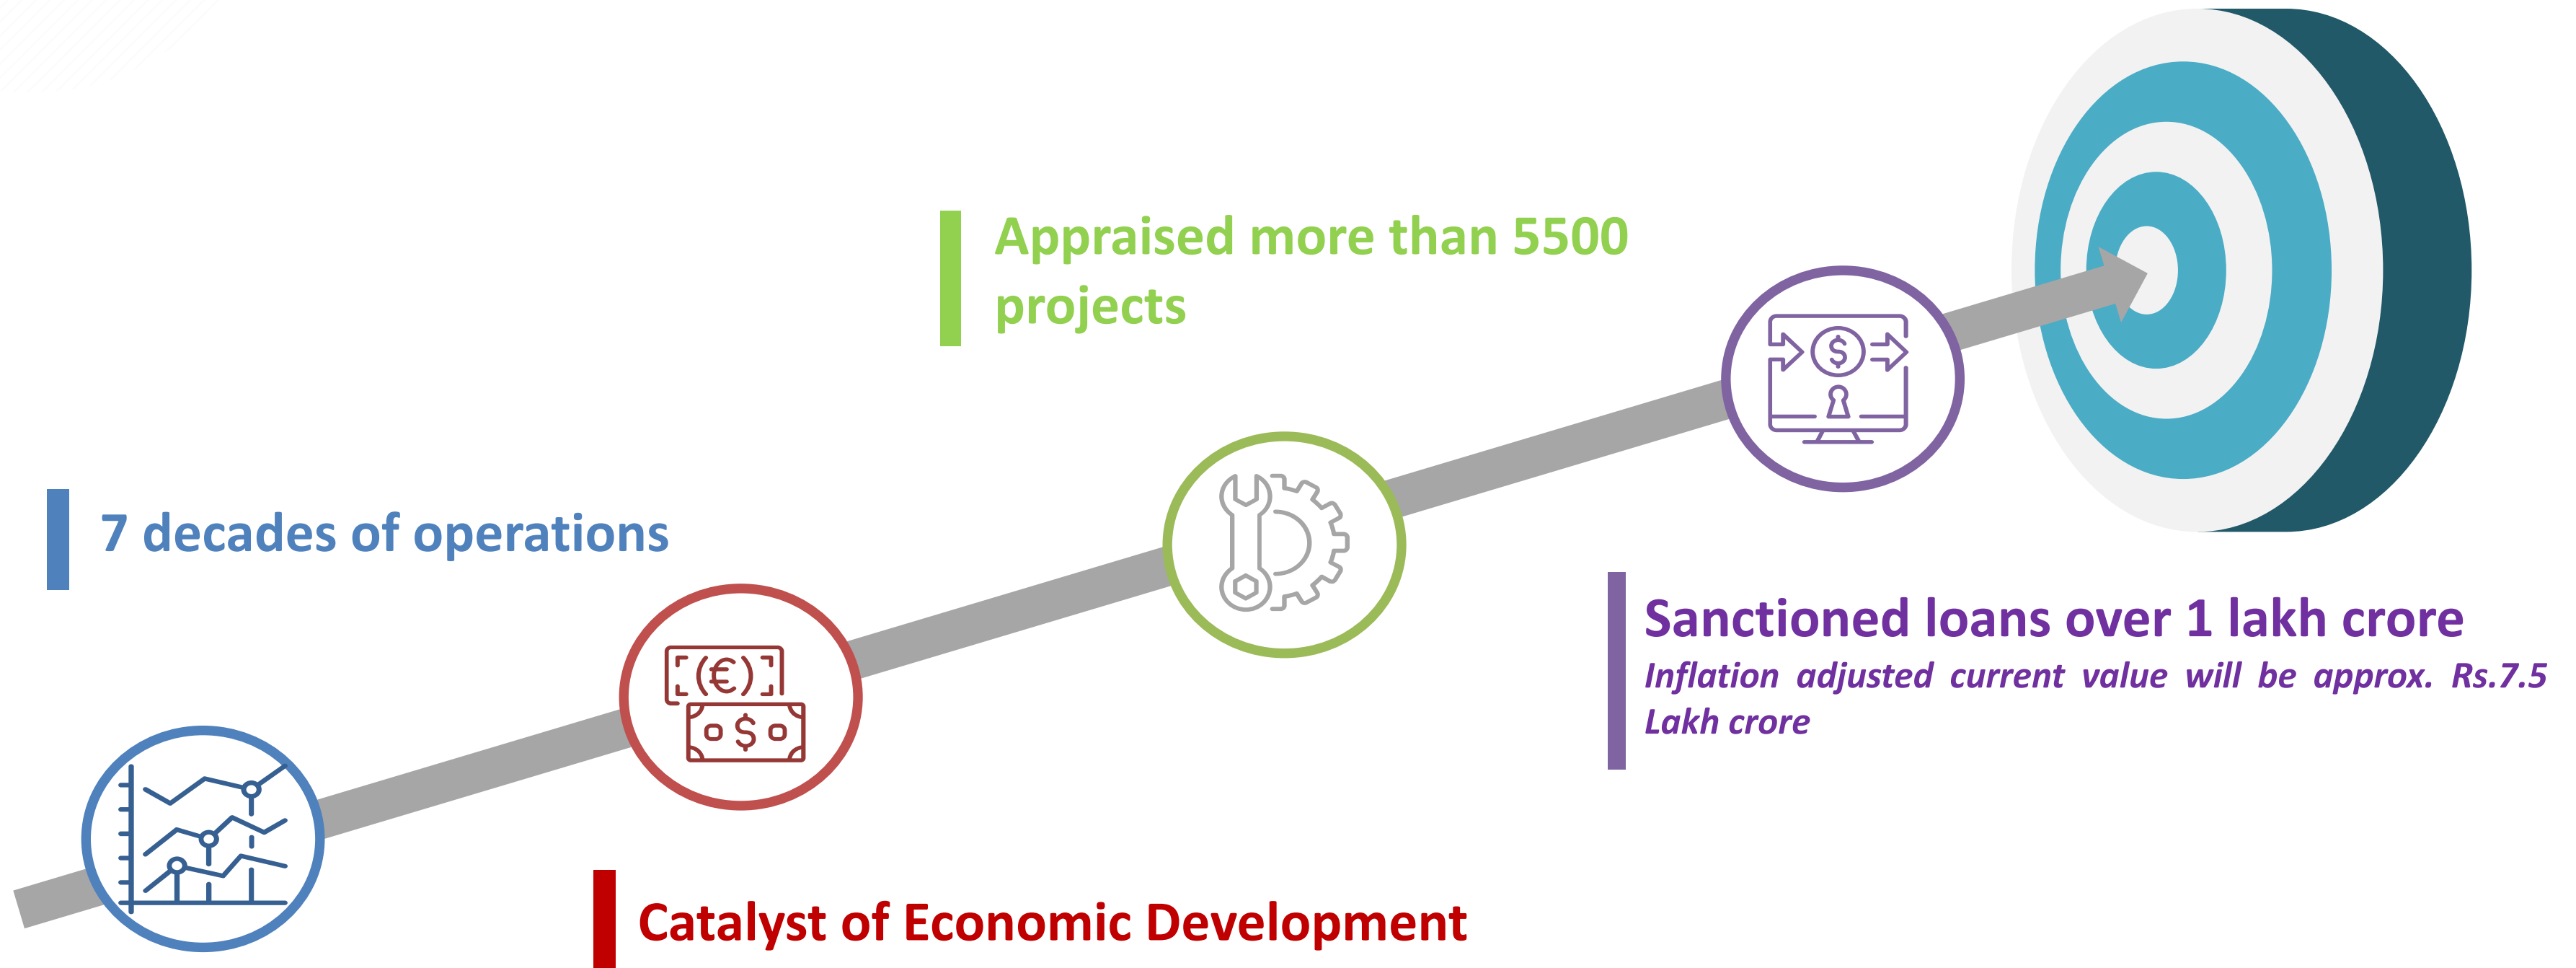 7 decades of operations
Catalyst of Economic Development
Appraised more than 5500
projects
Sanctioned loans over 1 lakh crore
Inflation adjusted current value will be approx. Rs.7.5
Lakh crore